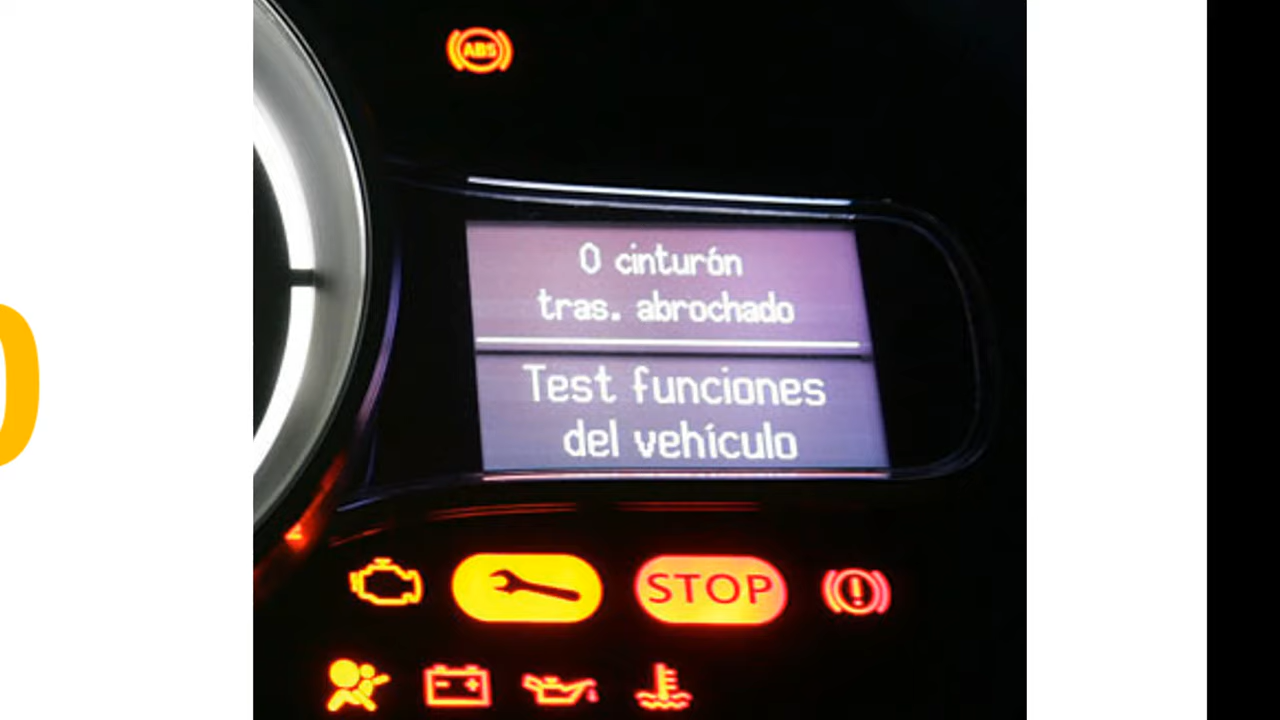 ABS
0 cinturón
tras. abrochado
Test funciones
del vehículo
STOP